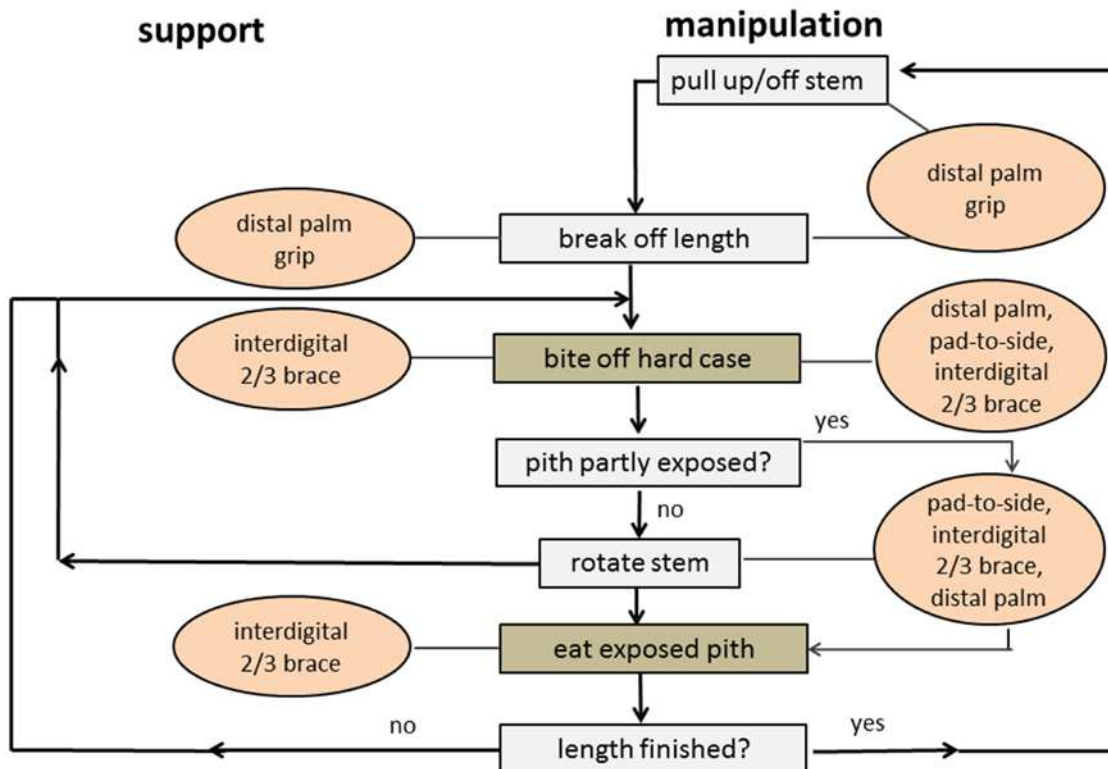 support
manipulation
pull up/off stem
distal palm
grip
distal palm
grip
break off length
interdigital
2/3 brace
bite off hard case
distal palm,
pad-to-side,
interdigital
2/3 brace
yes
pith partly exposed?
no
pad-to-side,
interdigital
2/3 brace,
distal palm
rotate stem
interdigital
2/3 brace
eat exposed pith
no
length finished?
yes